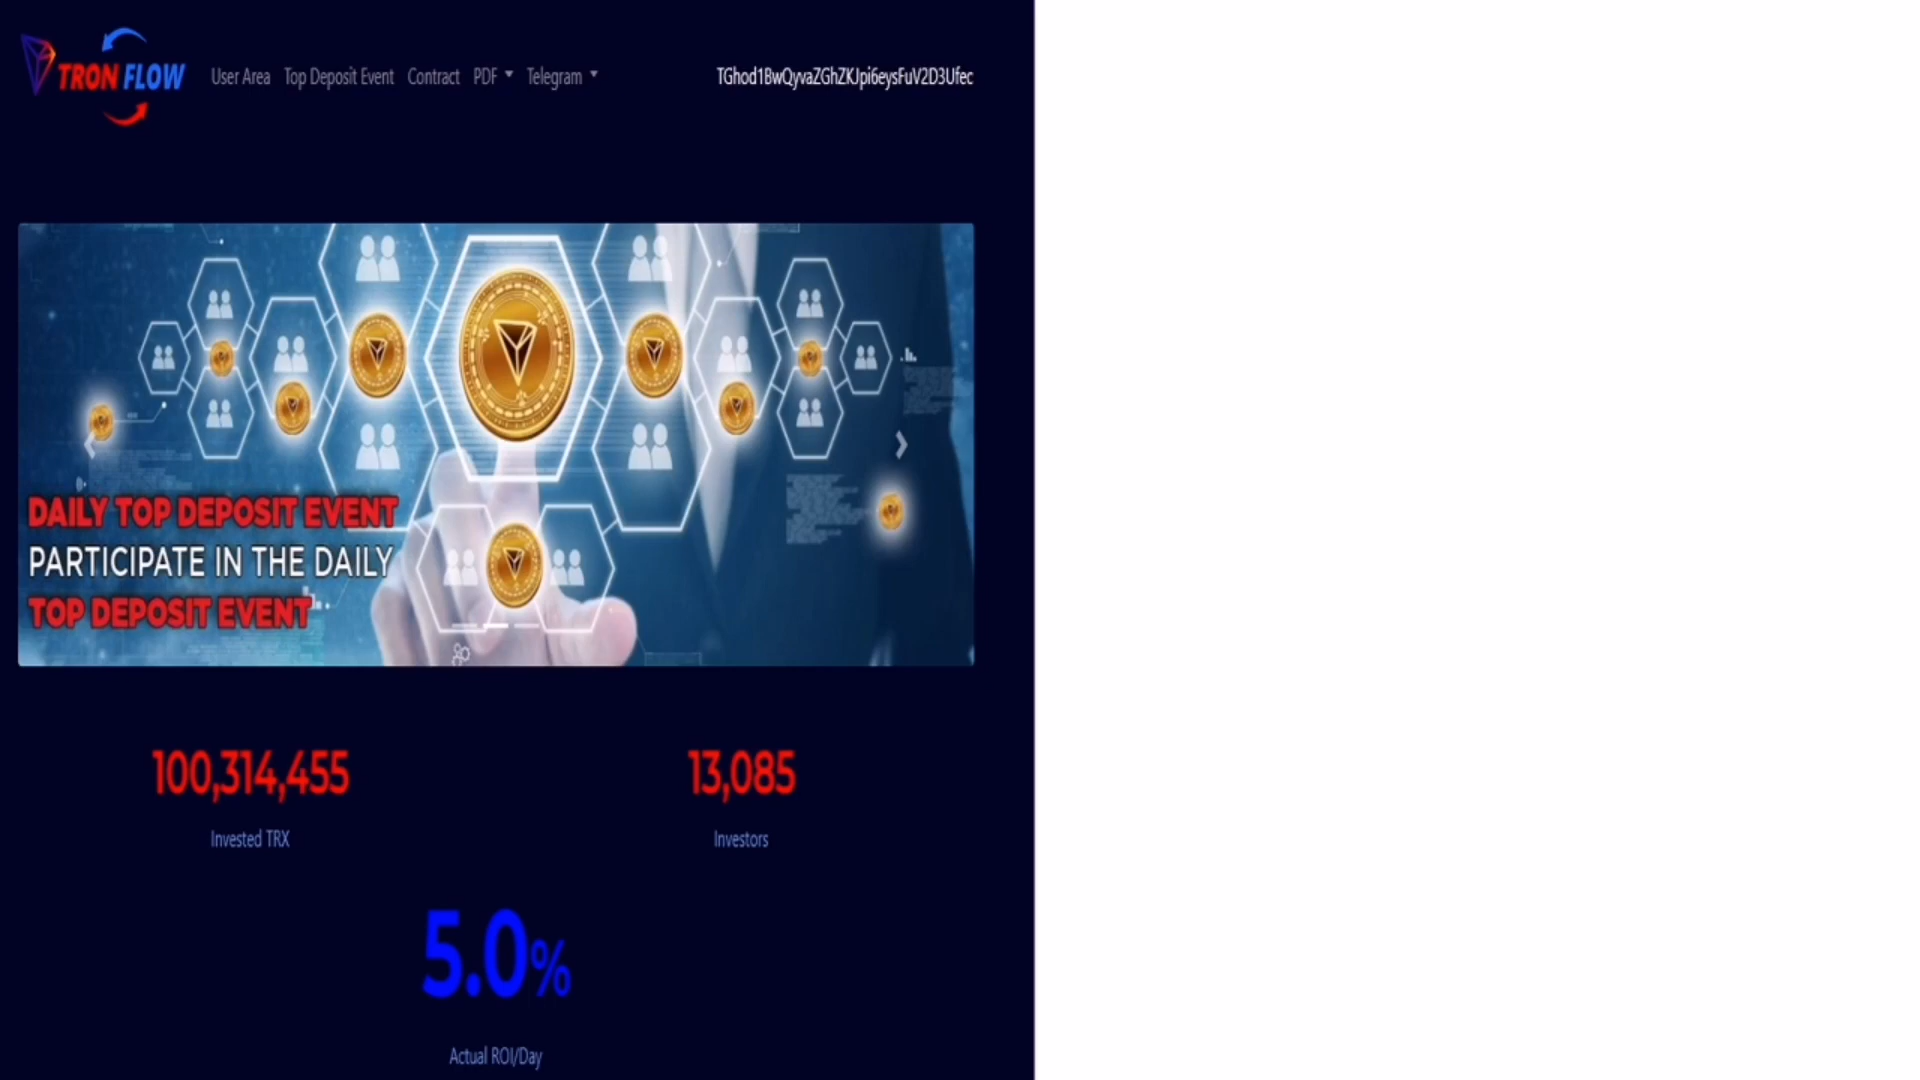 TRON FLOW
User Area Top Deposit Event Contract PDF Telegram TGhod1BwQyvaZGhZKJpi6eysFuV2D3Ufec
DAILY TOP DEPOSIT EVENT
PARTICIPATE IN THE DAILY
TOP DEPOSIT EVENT
100,314,455 13,085
Invested TRX Investors
5.0%
Actual ROI/Day